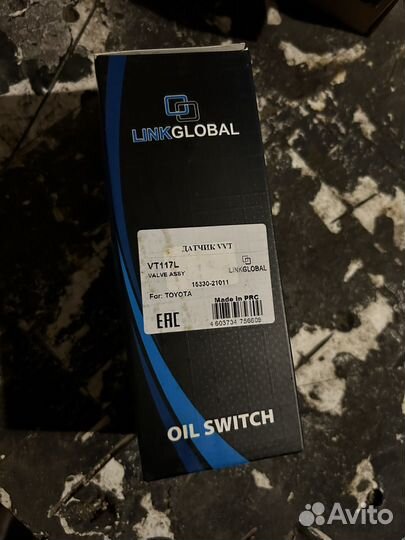 LINKGLOBAL
ДАТЧИК VVT
VT117L
VALVE ASSY
LINKGLOBAL
15330-21011
For: TOYOTA
Made in PRC
EAC
4 603734 756606
OIL SWITCH
Avito